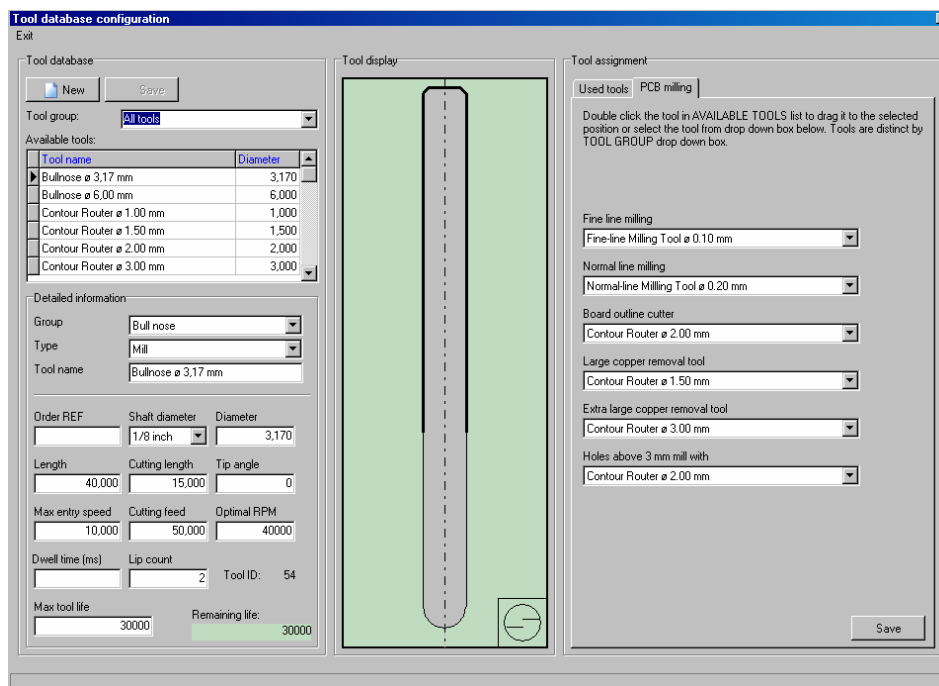 Tool database configuration
Exit
Tool database
New Save
Tool group: All tools
Available tools:
Tool name Diameter
Bullnose ø 3,17 mm 3,170
Bullnose ø 6,00 mm 6,000
Contour Router ø 1.00 mm 1,000
Contour Router ø 1.50 mm 1,500
Contour Router ø 2.00 mm 2,000
Contour Router ø 3.00 mm 3,000
Detailed information
Group Bull nose
Type Mill
Tool name Bullnose ø 3,17 mm
Order REF Shaft diameter Diameter
1/8 inch 3,170
Length Cutting length Tip angle
40,000 15,000 0
Max entry speed Cutting feed Optimal RPM
10,000 50,000 40000
Dwell time (ms) Lip count
2 Tool ID: 54
Max tool life Remaining life:
30000 30000
Tool display
Tool assignment
Used tools PCB milling
Double click the tool in AVAILABLE TOOLS list to drag it to the selected
position or select the tool from drop down box below. Tools are distinct by
TOOL GROUP drop down box.
Fine line milling
Fine-line Milling Tool ø 0.10 mm
Normal line milling
Normal-line Millling Tool ø 0.20 mm
Board outline cutter
Contour Router ø 2.00 mm
Large copper removal tool
Contour Router ø 1.50 mm
Extra large copper removal tool
Contour Router ø 3.00 mm
Holes above 3 mm mill with
Contour Router ø 2.00 mm
Save